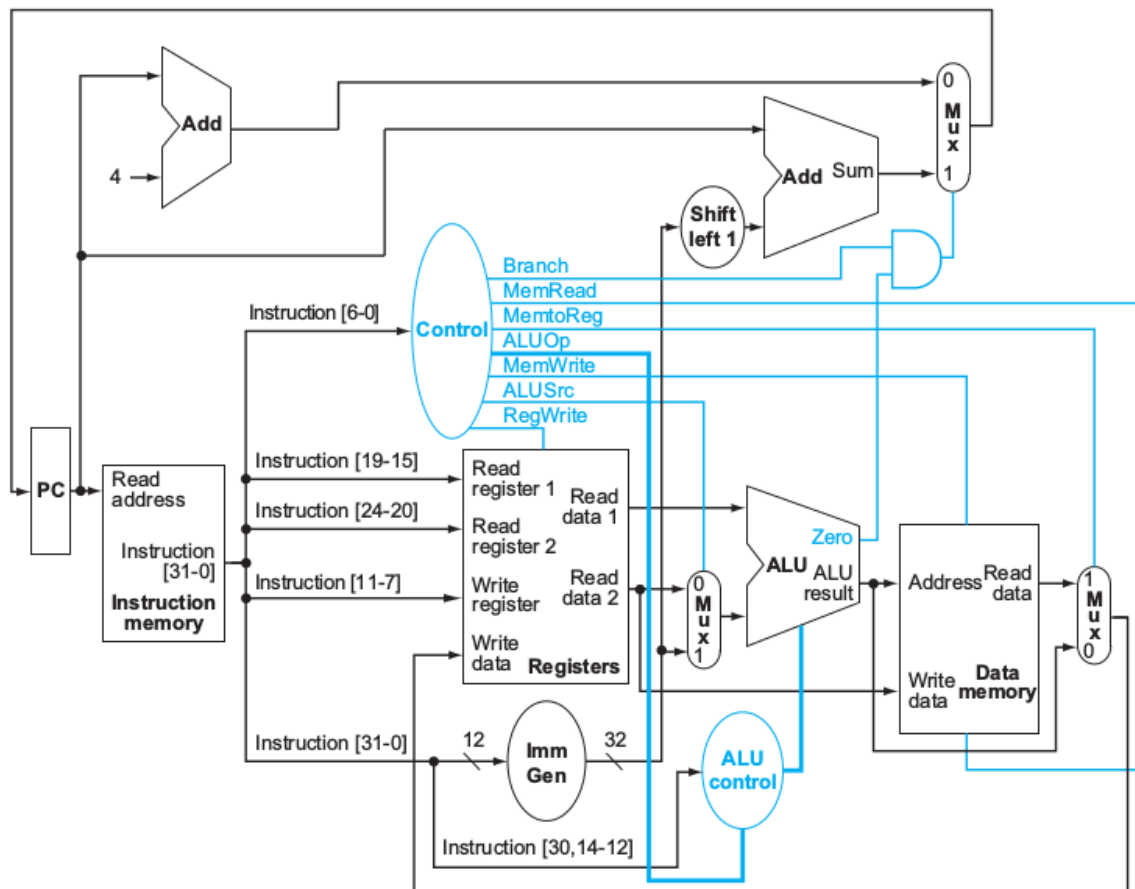 Add
4
Add Sum
0
Mux
1
Shift
left 1
Branch
MemRead
MemtoReg
ALUOp
MemWrite
ALUSrc
RegWrite
Control
Instruction [6-0]
PC
Read
address
Instruction
[31-0]
Instruction
memory
Instruction [19-15]
Instruction [24-20]
Instruction [11-7]
Instruction [31-0]
Read
register 1
Read
register 2
Write
register
Write
data
Read
data 1
Read
data 2
Registers
0
Mux
1
Zero
ALU
ALU
result
Address
Read
data
Write
data
Data
memory
1
Mux
0
12
Imm
Gen
32
ALU
control
Instruction [30,14-12]